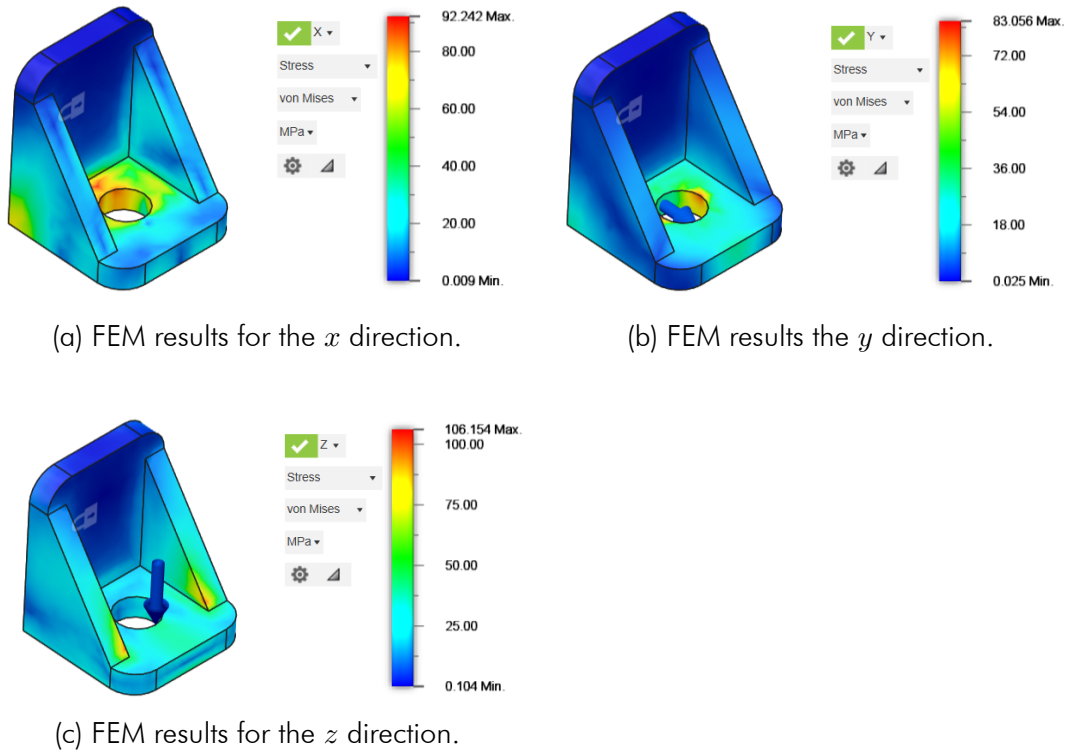 92.242 Max.
X
80.00
Stress
von Mises
60.00
MPa
40.00
20.00
0.009 Min.
83.056 Max.
Y
72.00
Stress
von Mises
54.00
MPa
36.00
18.00
0.025 Min.
(a) FEM results for the x direction.
(b) FEM results the y direction.
106.154 Max.
Z
100.00
Stress
75.00
von Mises
MPa
50.00
25.00
0.104 Min.
(c) FEM results for the z direction.